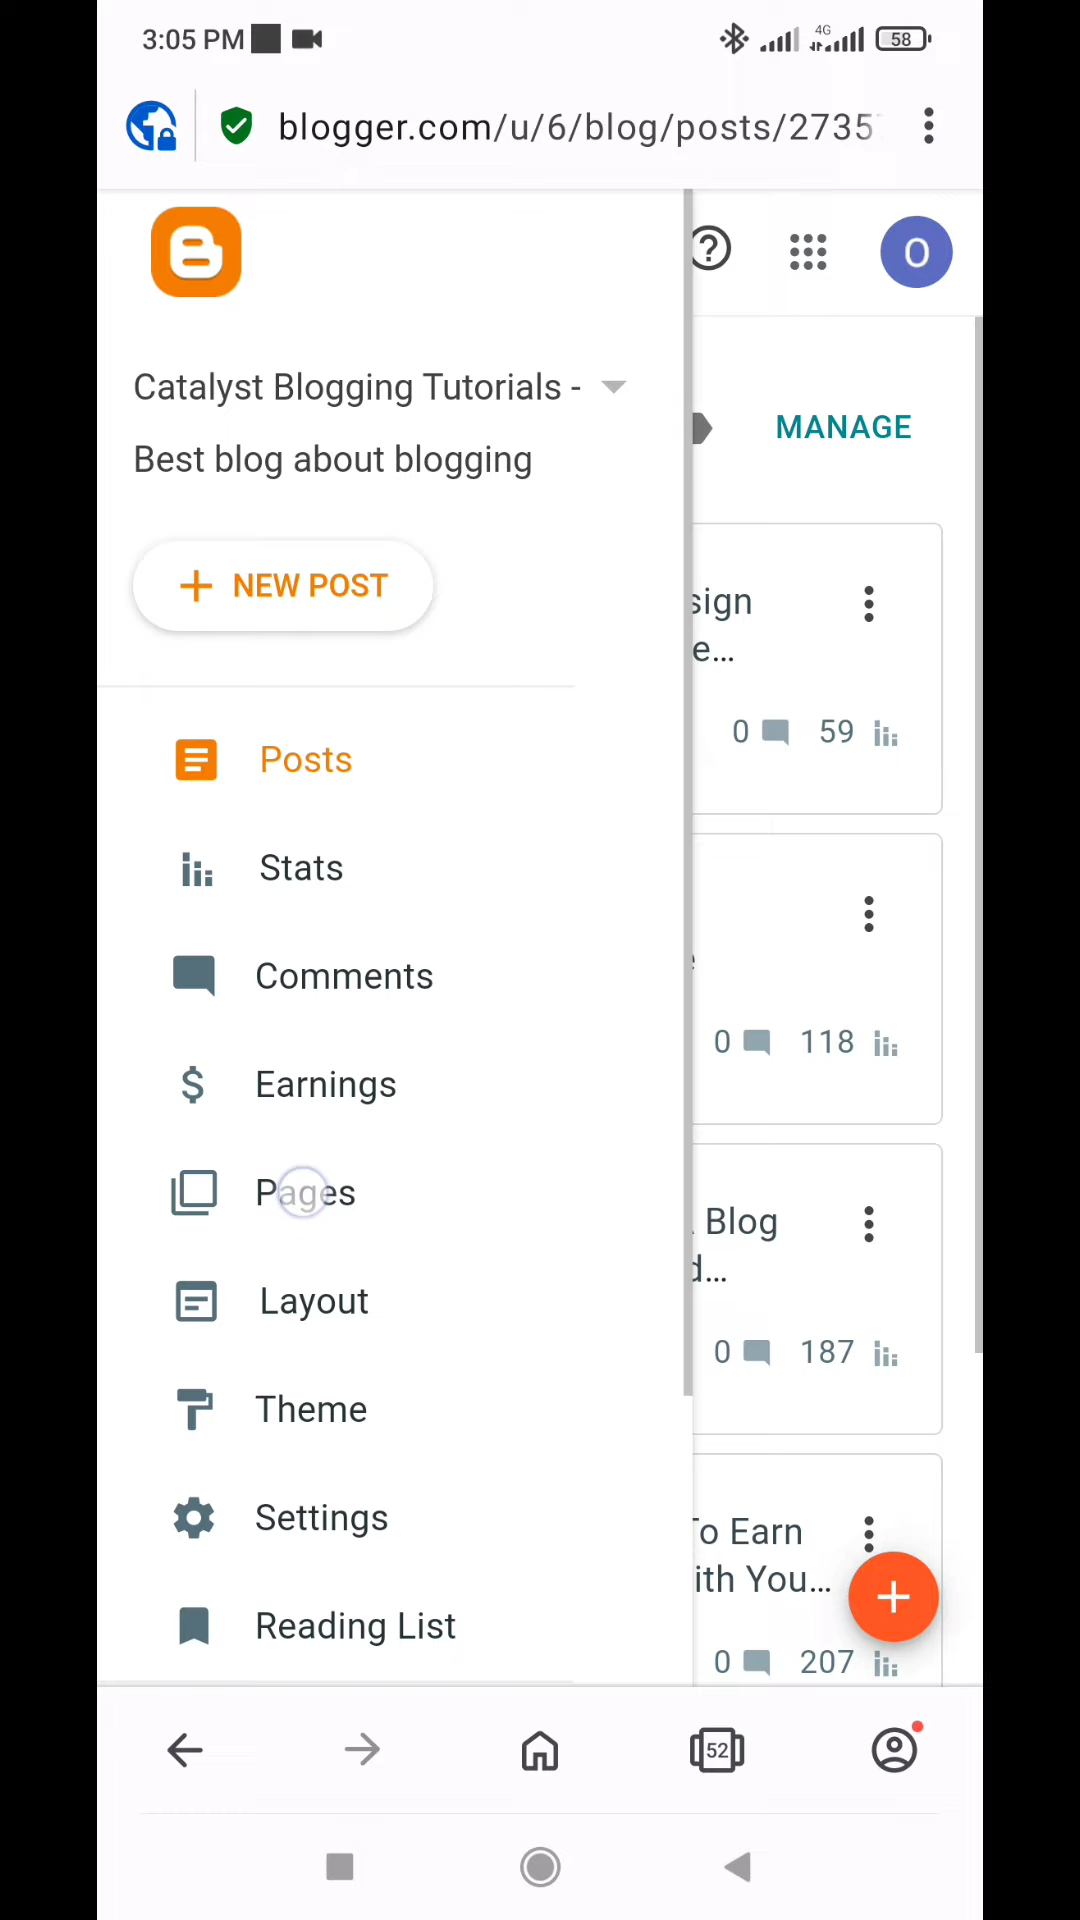 3:05 PM
4G
58
blogger.com/u/6/blog/posts/2735
O
Catalyst Blogging Tutorials -
Best blog about blogging
MANAGE
+ NEW POST
sign
e...
0 59
Posts
Stats
Comments
0 118
Earnings
Pages
Blog
d...
Layout
0 187
Theme
Settings
To Earn
ith You...
Reading List
0 207
52